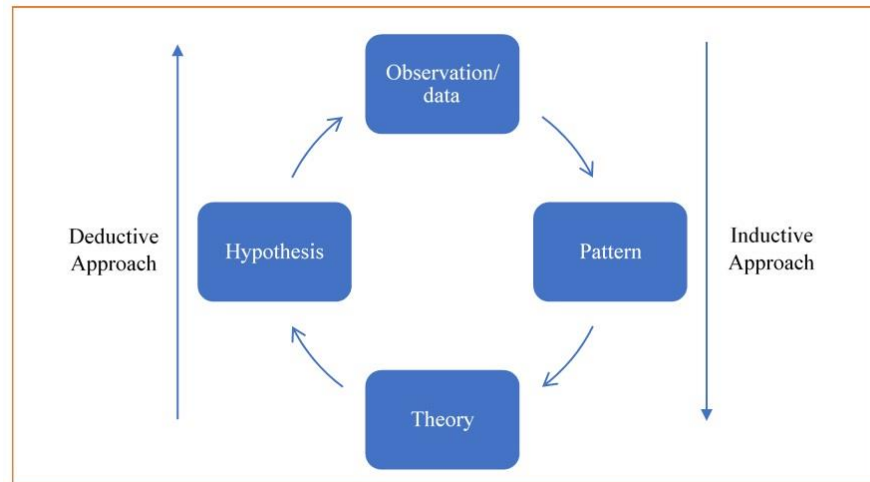 Observation/
data
Deductive
Approach
Hypothesis
Pattern
Inductive
Approach
Theory